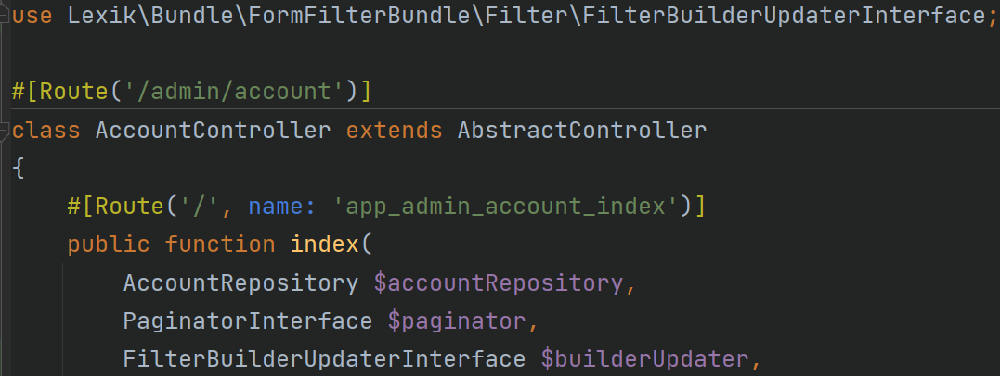 use Lexik\Bundle\FormFilterBundle\Filter\FilterBuilderUpdaterInterface;
#[Route('/admin/account')]
class AccountController extends AbstractController
{
#[Route('/', name: 'app_admin_account_index')]
public function index(
AccountRepository $accountRepository,
PaginatorInterface $paginator,
FilterBuilderUpdaterInterface $builderUpdater,